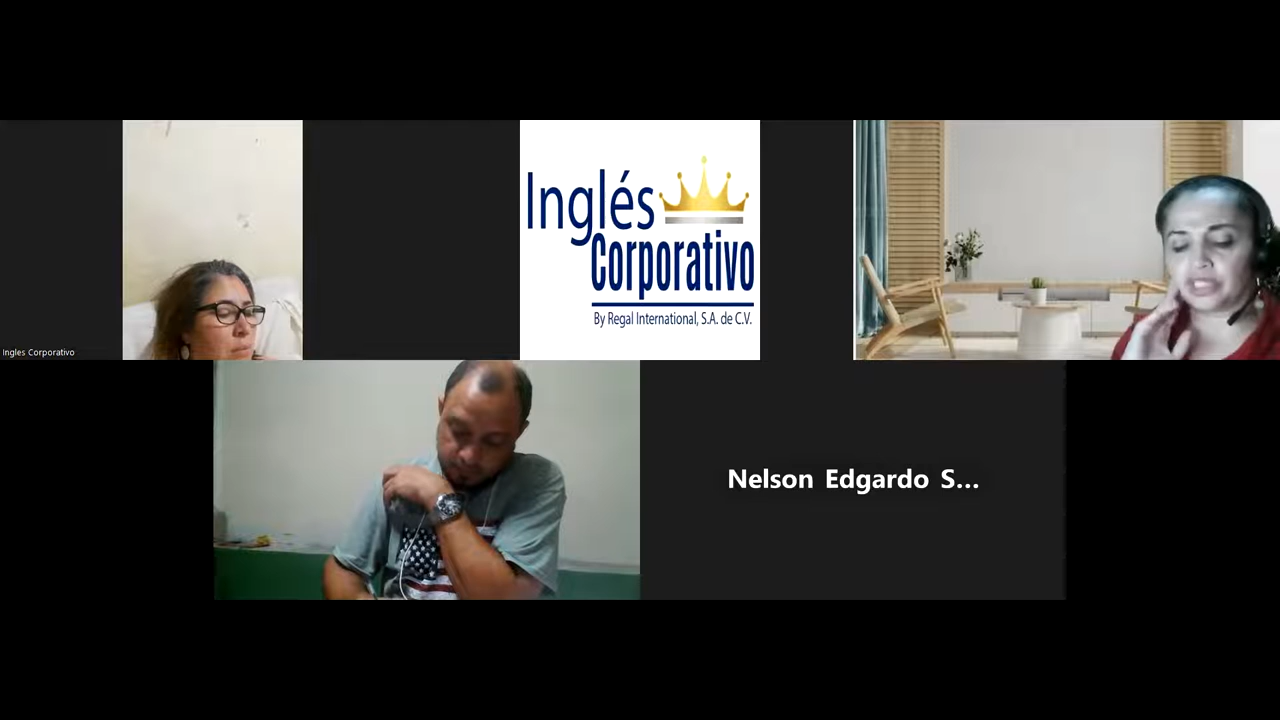 Inglés
Corporativo
By Regal International, S.A. de C.V.
Ingles Corporativo
Nelson Edgardo S...